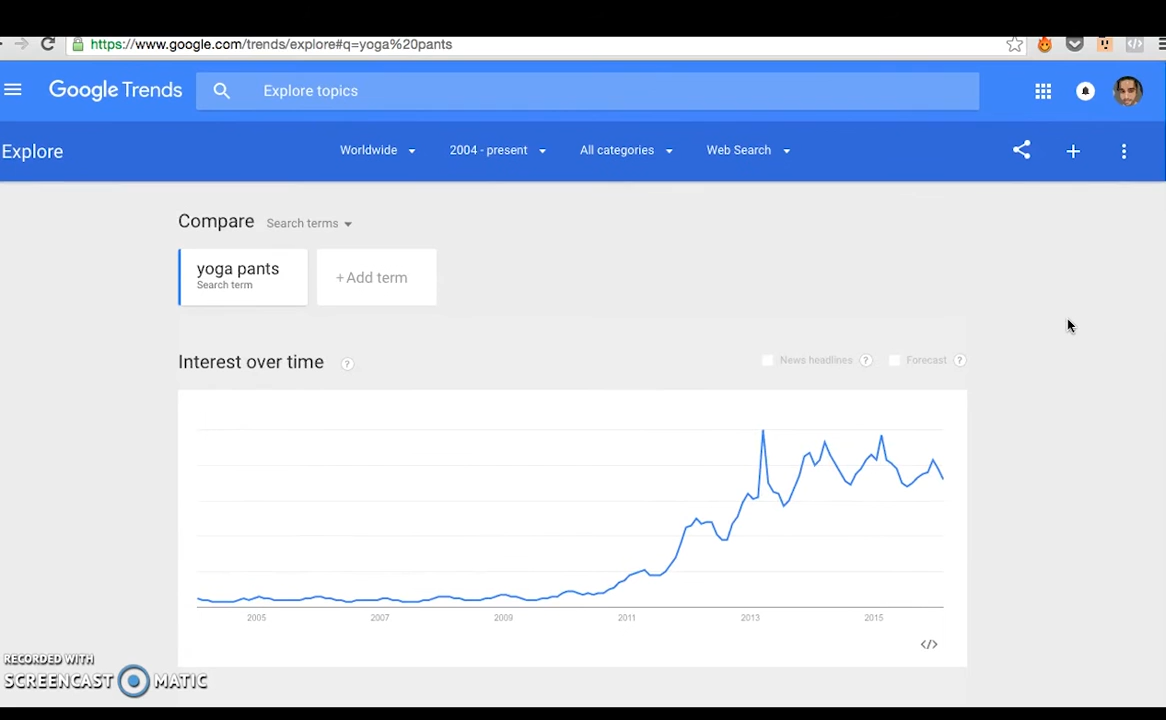 https://www.google.com/trends/explore#q=yoga%20pants
Google Trends
Explore topics
Explore
Worldwide
2004 - present
All categories
Web Search
Compare
Search terms
yoga pants
Search term
+ Add term
Interest over time
?
News headlines
?
Forecast
?
2005
2007
2009
2011
2013
2015
</>
RECORDED WITH
SCREENCAST MATIC